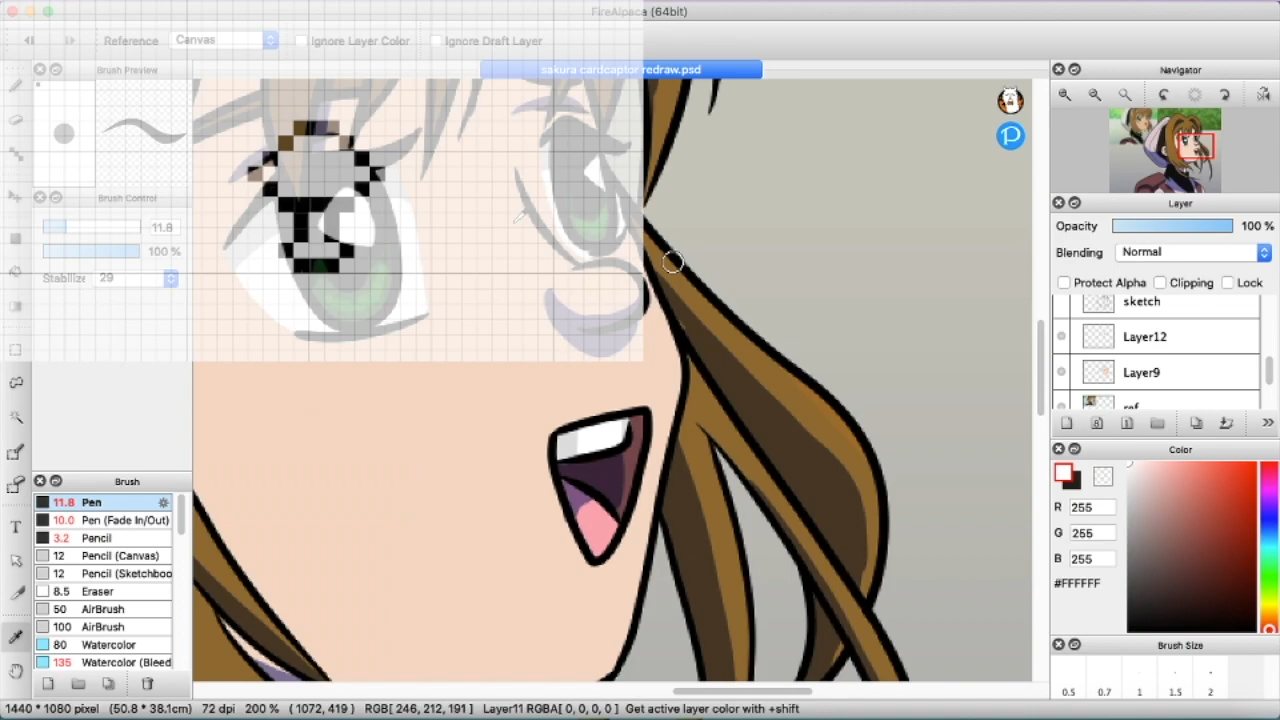 FireAlpaca (64bit)
Reference Canvas Ignore Layer Color Ignore Draft Layer
sakura cardcaptor redraw.psd
Brush Preview
Brush Control
11.8
100 %
Stabilize 29
Brush
11.8 Pen
10.0 Pen (Fade In/Out)
3.2 Pencil
12 Pencil (Canvas)
12 Pencil (Sketchboo
8.5 Eraser
50 AirBrush
100 AirBrush
80 Watercolor
135 Watercolor (Bleed
T
P
Navigator
Layer
Opacity 100 %
Blending Normal
Protect Alpha Clipping Lock
sketch
Layer12
Layer9
ref
8 1 >>
Color
R 255
G 255
B 255
#FFFFFF
Brush Size
0.5 0.7 1 1.5 2
1440 * 1080 pixel (50.8 * 38.1cm) 72 dpi 200 % ( 1072, 419 ) RGB[ 246, 212, 191 ] Layer11 RGBA[ 0, 0, 0, 0 ] Get active layer color with +shift